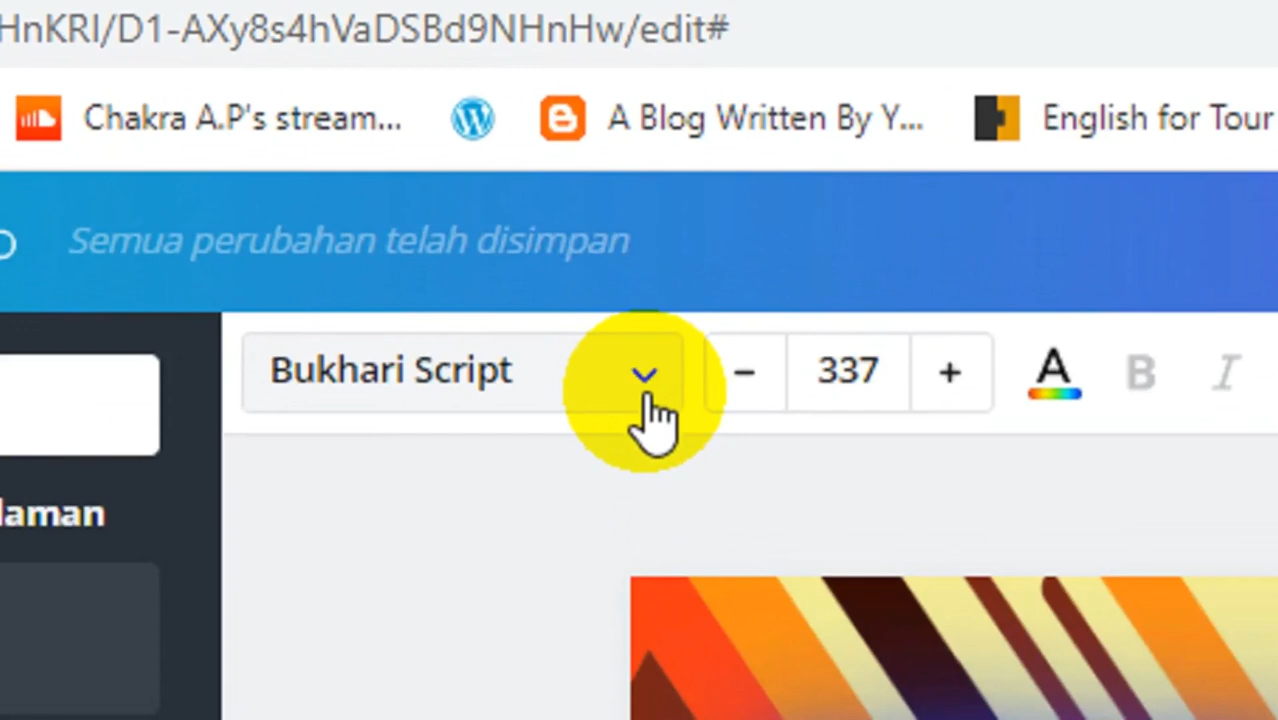 HnKRI/D1-AXy8s4hVaDSBd9NHnHw/edit#
Chakra A.P's stream... A Blog Written By Y... English for Tour
Semua perubahan telah disimpan
Bukhari Script - 337 + A B I
laman